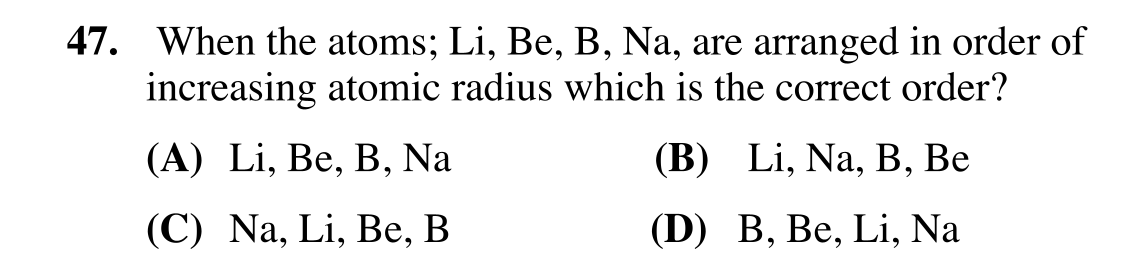 47. When the atoms; Li, Be, B, Na, are arranged in order of
increasing atomic radius which is the correct order?
(A) Li, Be, B, Na (B) Li, Na, B, Be
(C) Na, Li, Be, B (D) B, Be, Li, Na